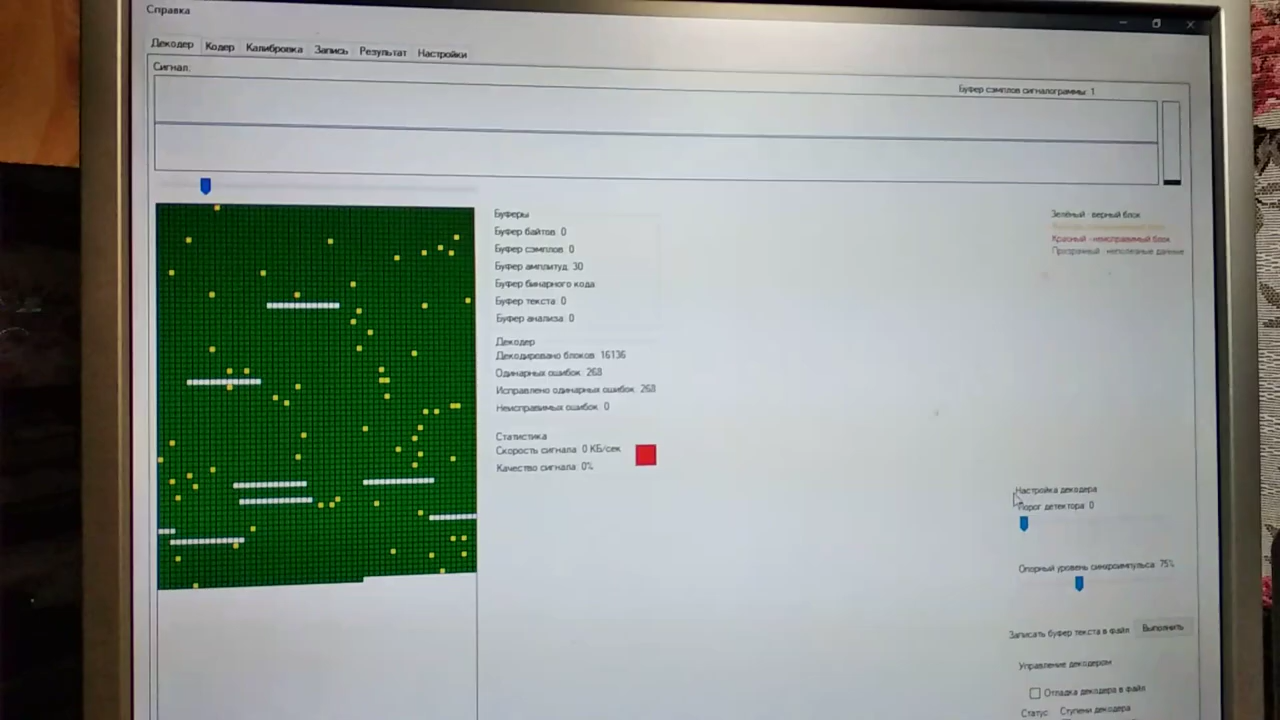 Справка
Декодер Кодер Калибровка Запись Результат Настройки
Сигнал:
Буфер сэмплов сигналограммы: 1
Буферы
Буфер байтов: 0
Буфер сэмплов: 0
Буфер амплитуд: 30
Буфер бинарного кода
Буфер текста: 0
Буфер анализа: 0
Декодер
Декодировано блоков: 16136
Одинарных ошибок: 268
Исправлено одинарных ошибок: 268
Неисправимых ошибок: 0
Статистика
Скорость сигнала: 0 КБ/сек
Качество сигнала: 0%
Зелёный - верный блок
Красный - неисправимый блок
Прозрачный - неполезные данные
Настройка декодера
Порог детектора: 0
Опорный уровень синхроимпульса: 75%
Записать буфер текста в файл Выполнить
Управление декодером
Отладка декодера в файл
Статус: Ступени декодера